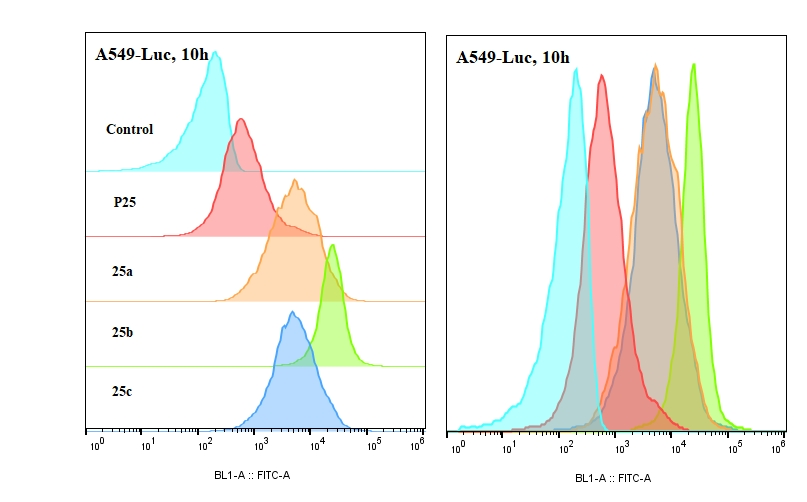 A549-Luc, 10h
Control
P25
25a
25b
25c
10^0 10^1 10^2 10^3 10^4 10^5 10^6
BL1-A :: FITC-A
A549-Luc, 10h
10^0 10^1 10^2 10^3 10^4 10^5 10^6
BL1-A :: FITC-A